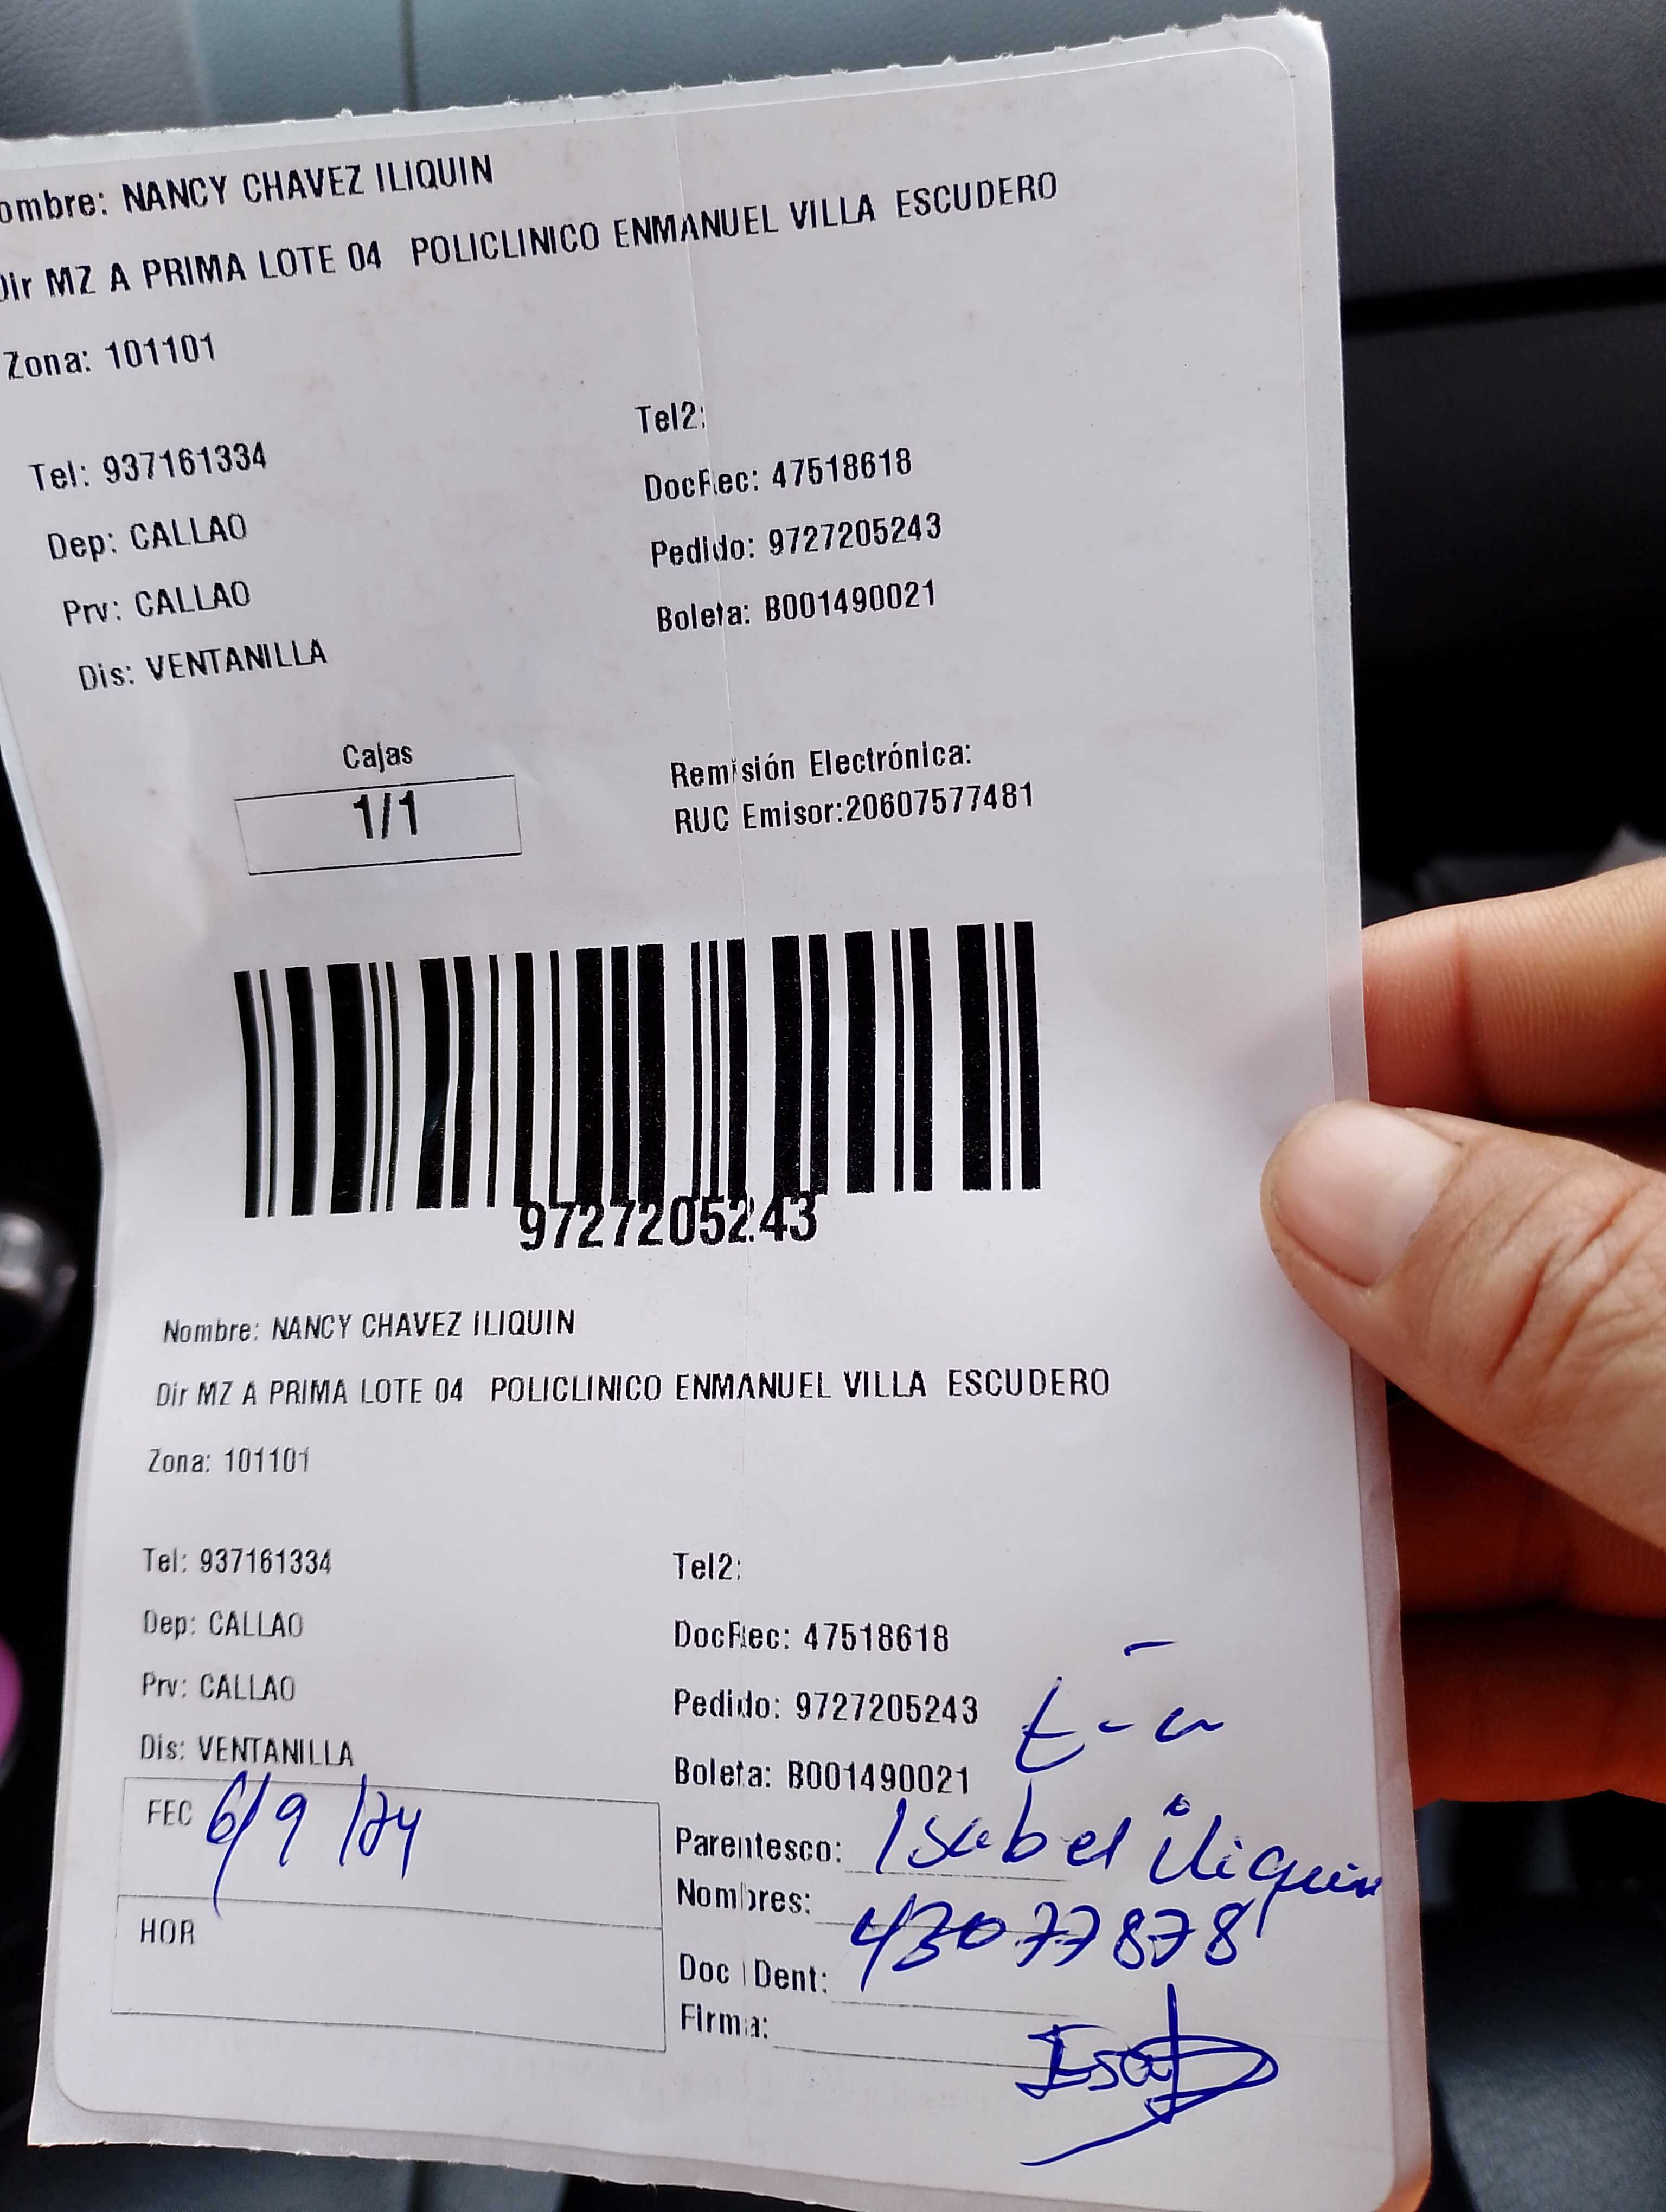 ombre: NANCY CHAVEZ ILIQUIN
Dir MZ A PRIMA LOTE 04 POLICLINICO ENMANUEL VILLA ESCUDERO
Zona: 101101
Tel2:
Tel: 937161334
DocRec: 47518618
Dep: CALLAO
Pedido: 9727205243
Prv: CALLAO
Boleta: B001490021
Dis: VENTANILLA
Cajas
1/1
Remisión Electrónica:
RUC Emisor:20607577481
9727205243
Nombre: NANCY CHAVEZ ILIQUIN
Dir MZ A PRIMA LOTE 04 POLICLINICO ENMANUEL VILLA ESCUDERO
Zona: 101101
Tel: 937161334
Tel2:
Dep: CALLAO
DocRec: 47518618
Prv: CALLAO
Pedido: 9727205243
Dis: VENTANILLA
Boleta: B001490021
FEC 6/9/24
Parentesco: Isabel iliquin
Nombres:
43077878
HOR
Doc Dent:
Firma: